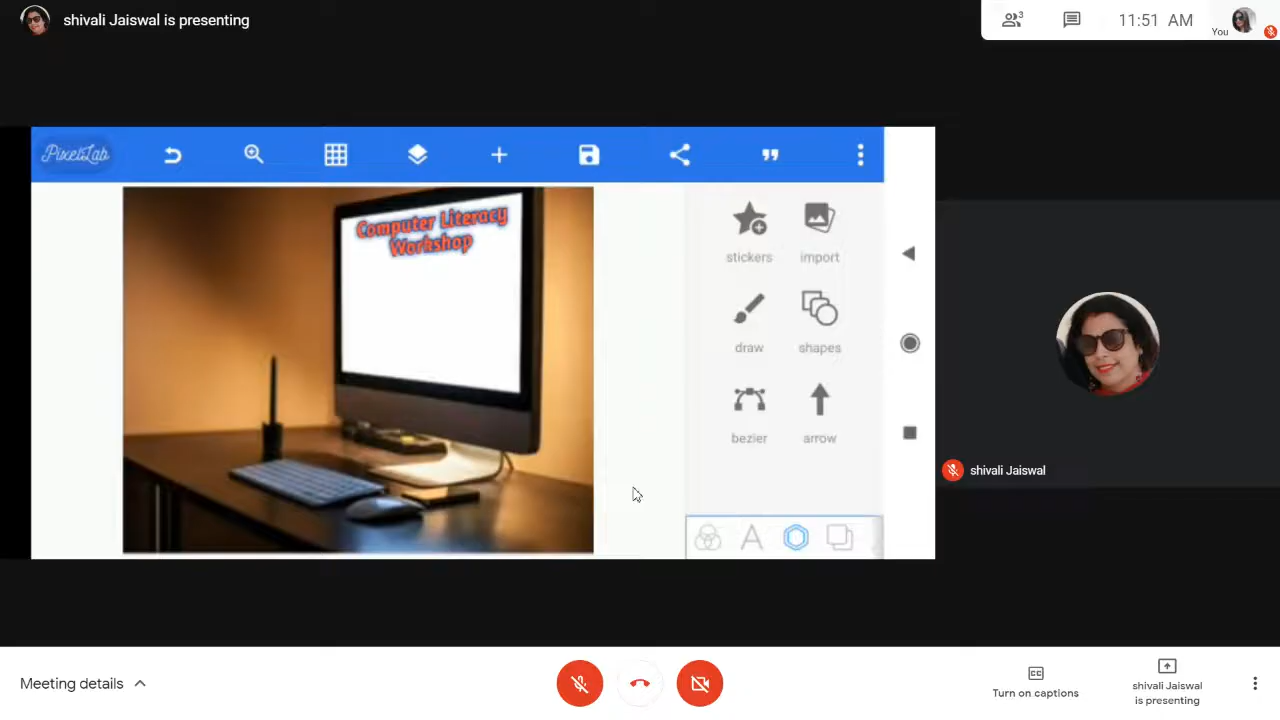 shivali Jaiswal is presenting
3
11:51 AM
You
PixelLab
Computer Literacy
Workshop
stickers
import
draw
shapes
bezier
arrow
shivali Jaiswal
Meeting details
Turn on captions
shivali Jaiswal
is presenting